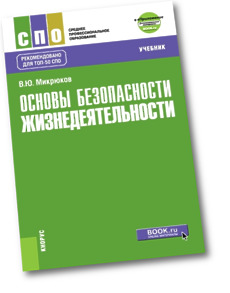 СПО
СРЕДНЕЕ
ПРОФЕССИОНАЛЬНОЕ
ОБРАЗОВАНИЕ
РЕКОМЕНДОВАНО
ДЛЯ ТОП-50 СПО
УЧЕБНИК
В.Ю. Микрюков
ОСНОВЫ БЕЗОПАСНОСТИ
ЖИЗНЕДЕЯТЕЛЬНОСТИ
BOOK.ru
КНОРУС